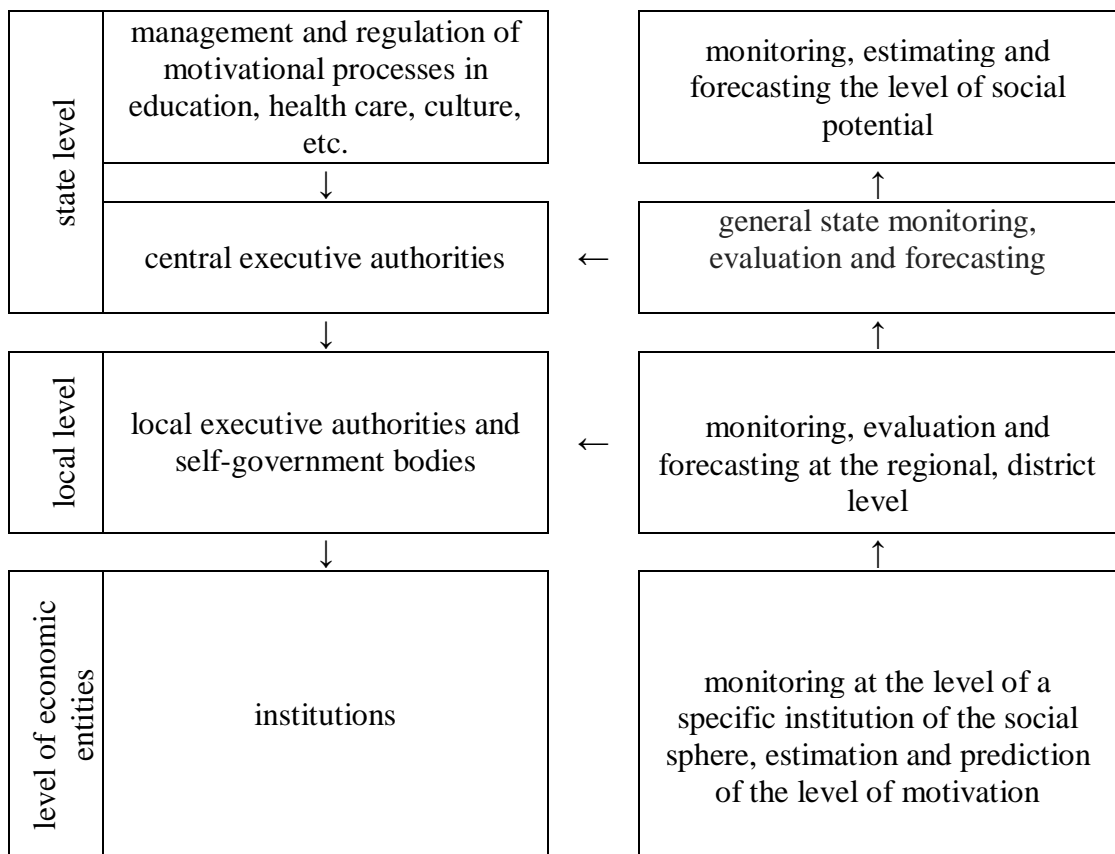 state level
management and regulation of
motivational processes in
education, health care, culture,
etc.
monitoring, estimating and
forecasting the level of social
potential
↓
↑
central executive authorities
←
general state monitoring,
evaluation and forecasting
↓
↑
local level
local executive authorities and
self-government bodies
←
monitoring, evaluation and
forecasting at the regional, district
level
↓
↑
level of economic
entities
institutions
monitoring at the level of a
specific institution of the social
sphere, estimation and prediction
of the level of motivation